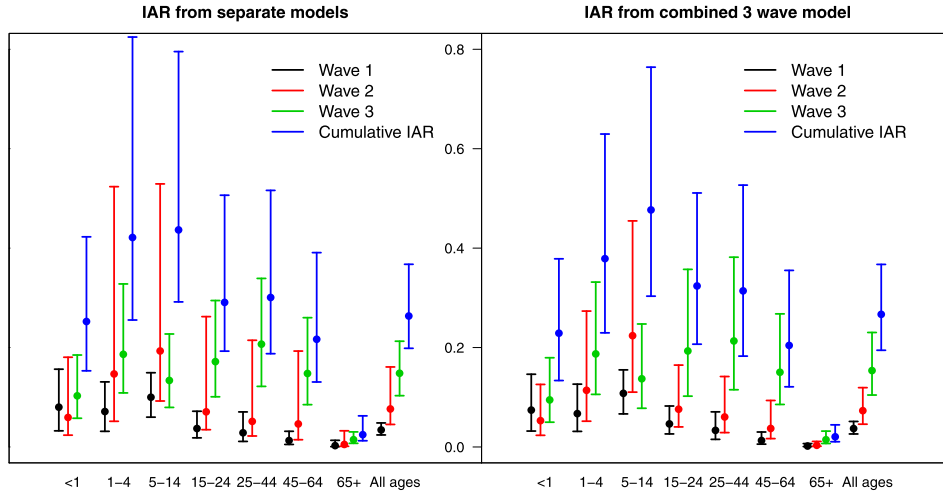 IAR from separate models
IAR from combined 3 wave model
Wave 1
Wave 2
Wave 3
Cumulative IAR
<1 1–4 5–14 15–24 25–44 45–64 65+ All ages
0.8
0.6
0.4
0.2
0.0
Wave 1
Wave 2
Wave 3
Cumulative IAR
<1 1–4 5–14 15–24 25–44 45–64 65+ All ages